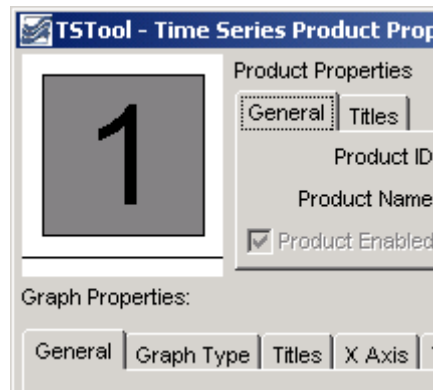 TSTool - Time Series Product Prop
Product Properties
1
General Titles
Product ID
Product Name
Product Enabled
Graph Properties:
General Graph Type Titles X Axis